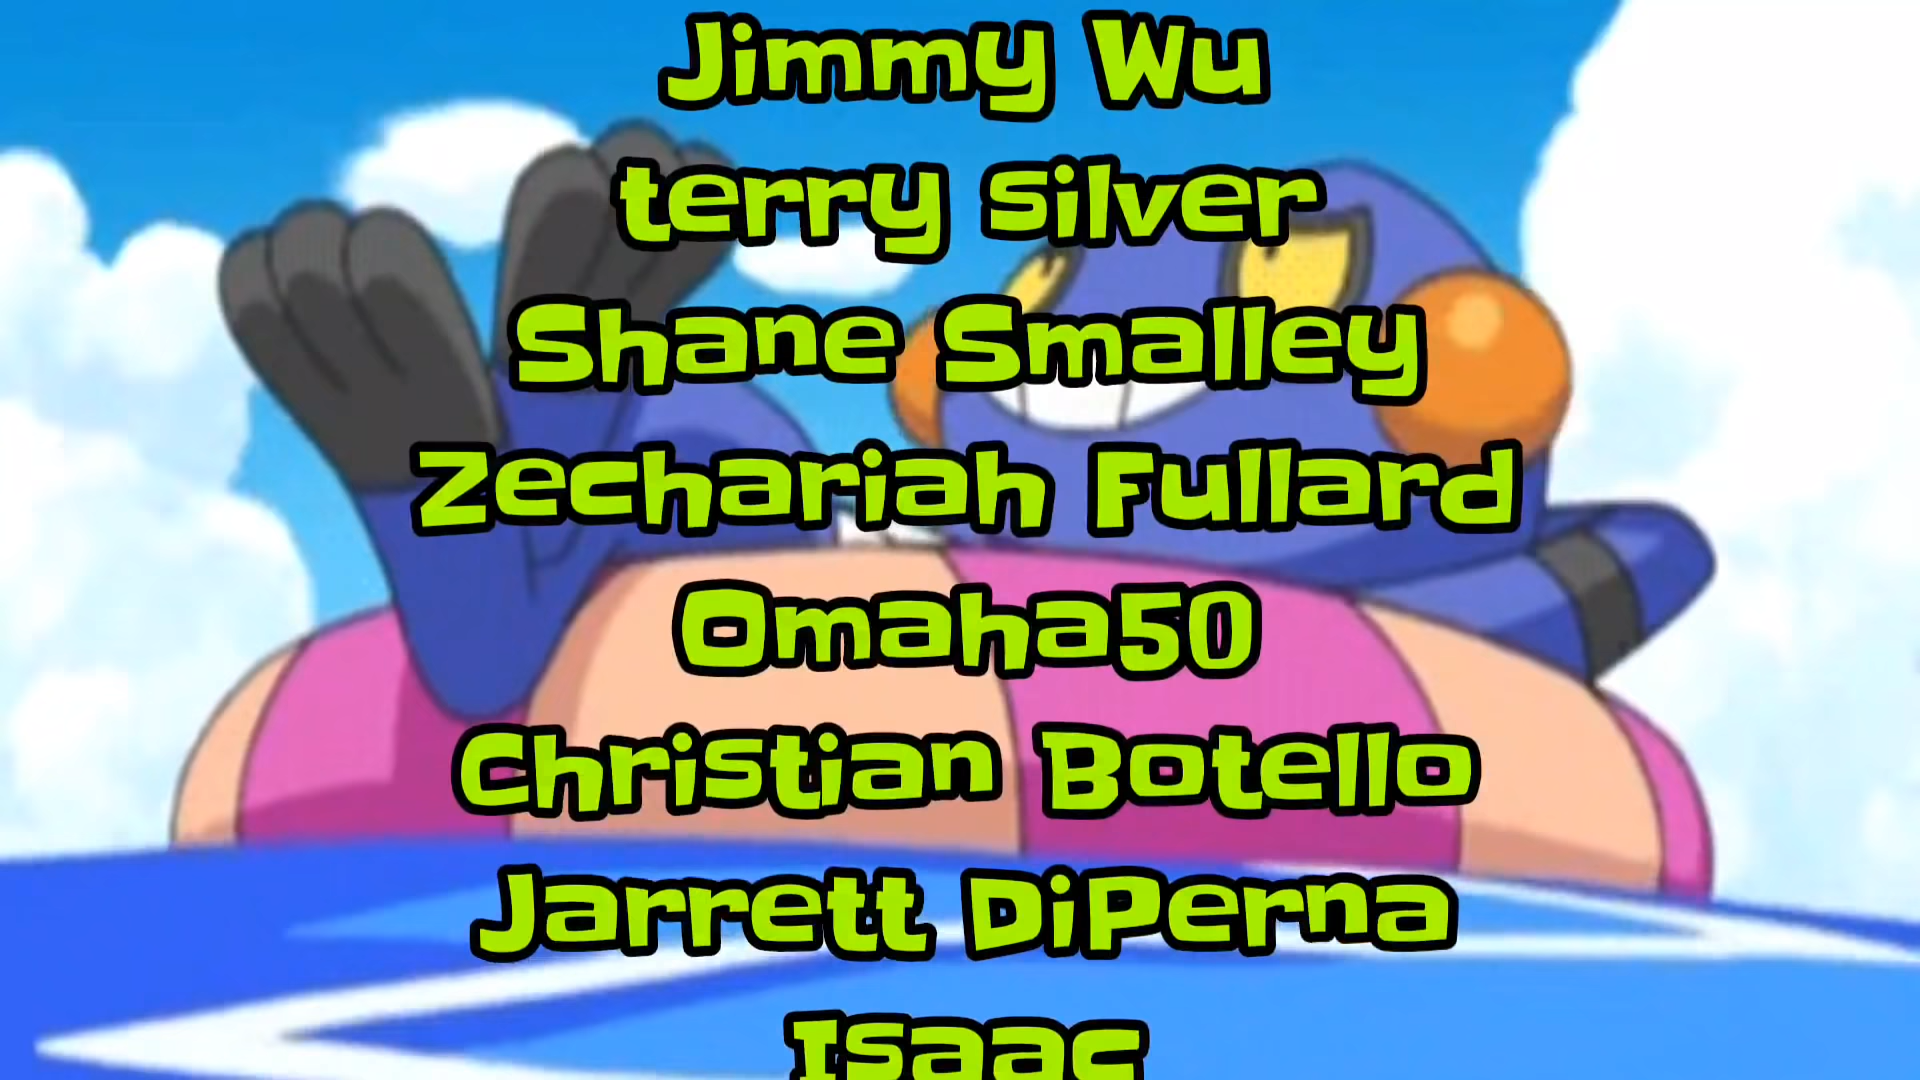 Jimmy Wu
terry silver
Shane Smalley
Zechariah Fullard
Omaha50
Christian Botello
Jarrett DiPerna
Isaac